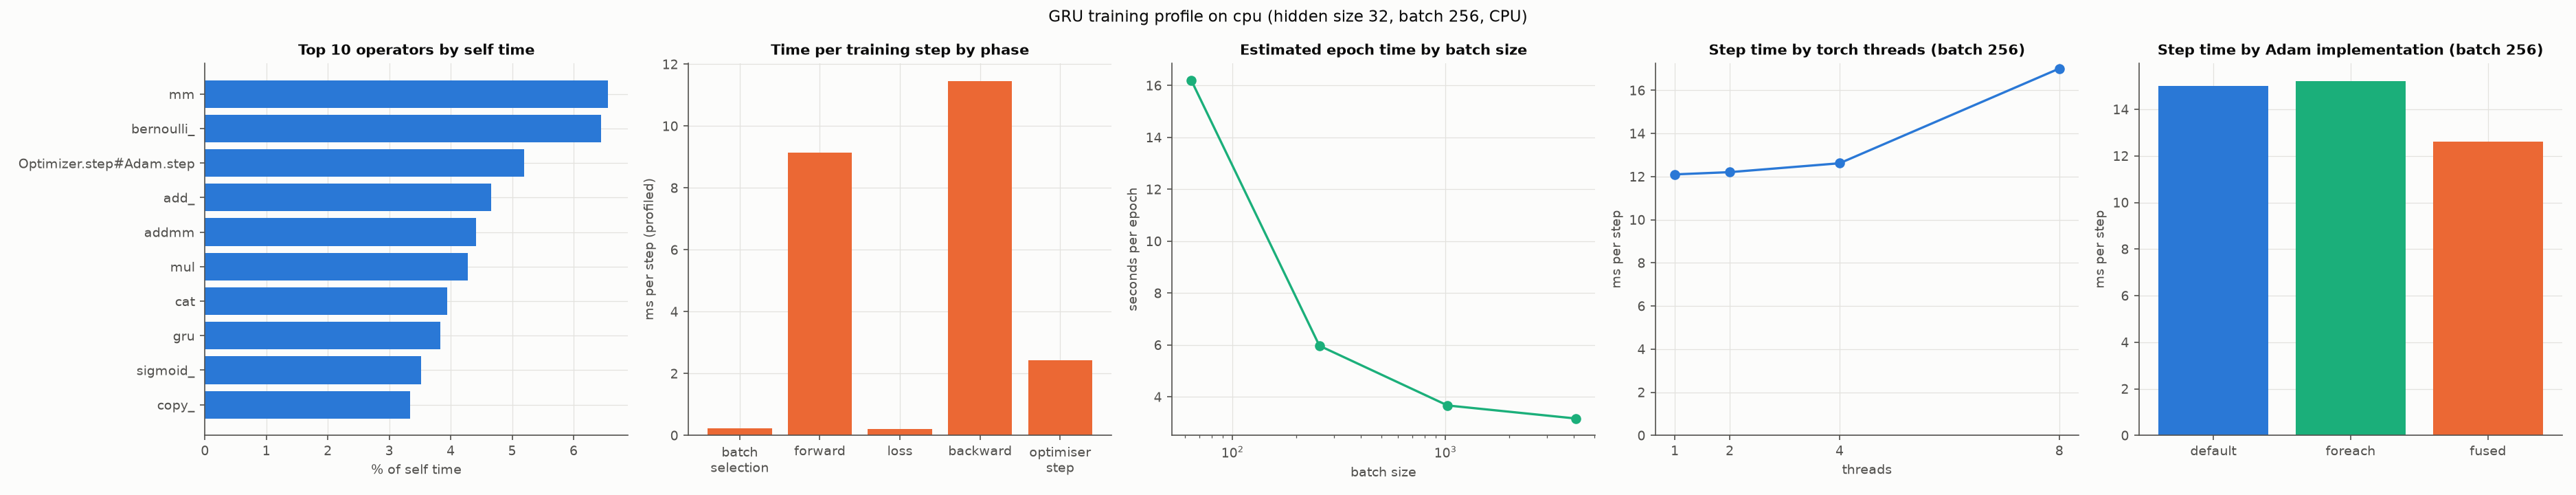 GRU training profile on cpu (hidden size 32, batch 256, CPU)
Top 10 operators by self time
mm
bernoulli_
Optimizer.step#Adam.step
add_
addmm
mul
cat
gru
sigmoid_
copy_
0 1 2 3 4 5 6
% of self time
Time per training step by phase
ms per step (profiled)
12
10
8
6
4
2
0
batch selection
forward
loss
backward
optimiser step
Estimated epoch time by batch size
seconds per epoch
16
14
12
10
8
6
4
10² 10³
batch size
Step time by torch threads (batch 256)
ms per step
16
14
12
10
8
6
4
2
0
1 2 4 8
threads
Step time by Adam implementation (batch 256)
ms per step
14
12
10
8
6
4
2
0
default foreach fused